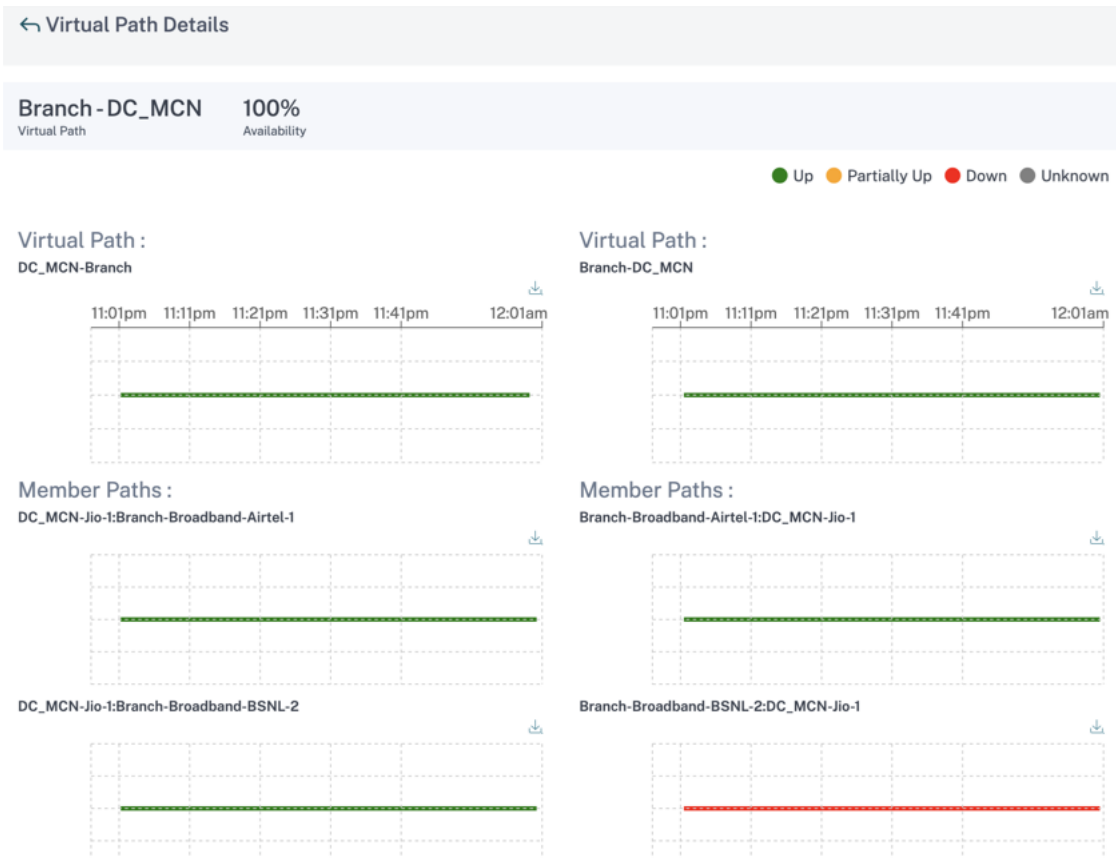 Virtual Path Details
Branch - DC_MCN 100%
Virtual Path Availability
Up Partially Up Down Unknown
Virtual Path :
DC_MCN-Branch
11:01pm 11:11pm 11:21pm 11:31pm 11:41pm 12:01am
Virtual Path :
Branch-DC_MCN
11:01pm 11:11pm 11:21pm 11:31pm 11:41pm 12:01am
Member Paths :
DC_MCN-Jio-1:Branch-Broadband-Airtel-1
Member Paths :
Branch-Broadband-Airtel-1:DC_MCN-Jio-1
DC_MCN-Jio-1:Branch-Broadband-BSNL-2
Branch-Broadband-BSNL-2:DC_MCN-Jio-1